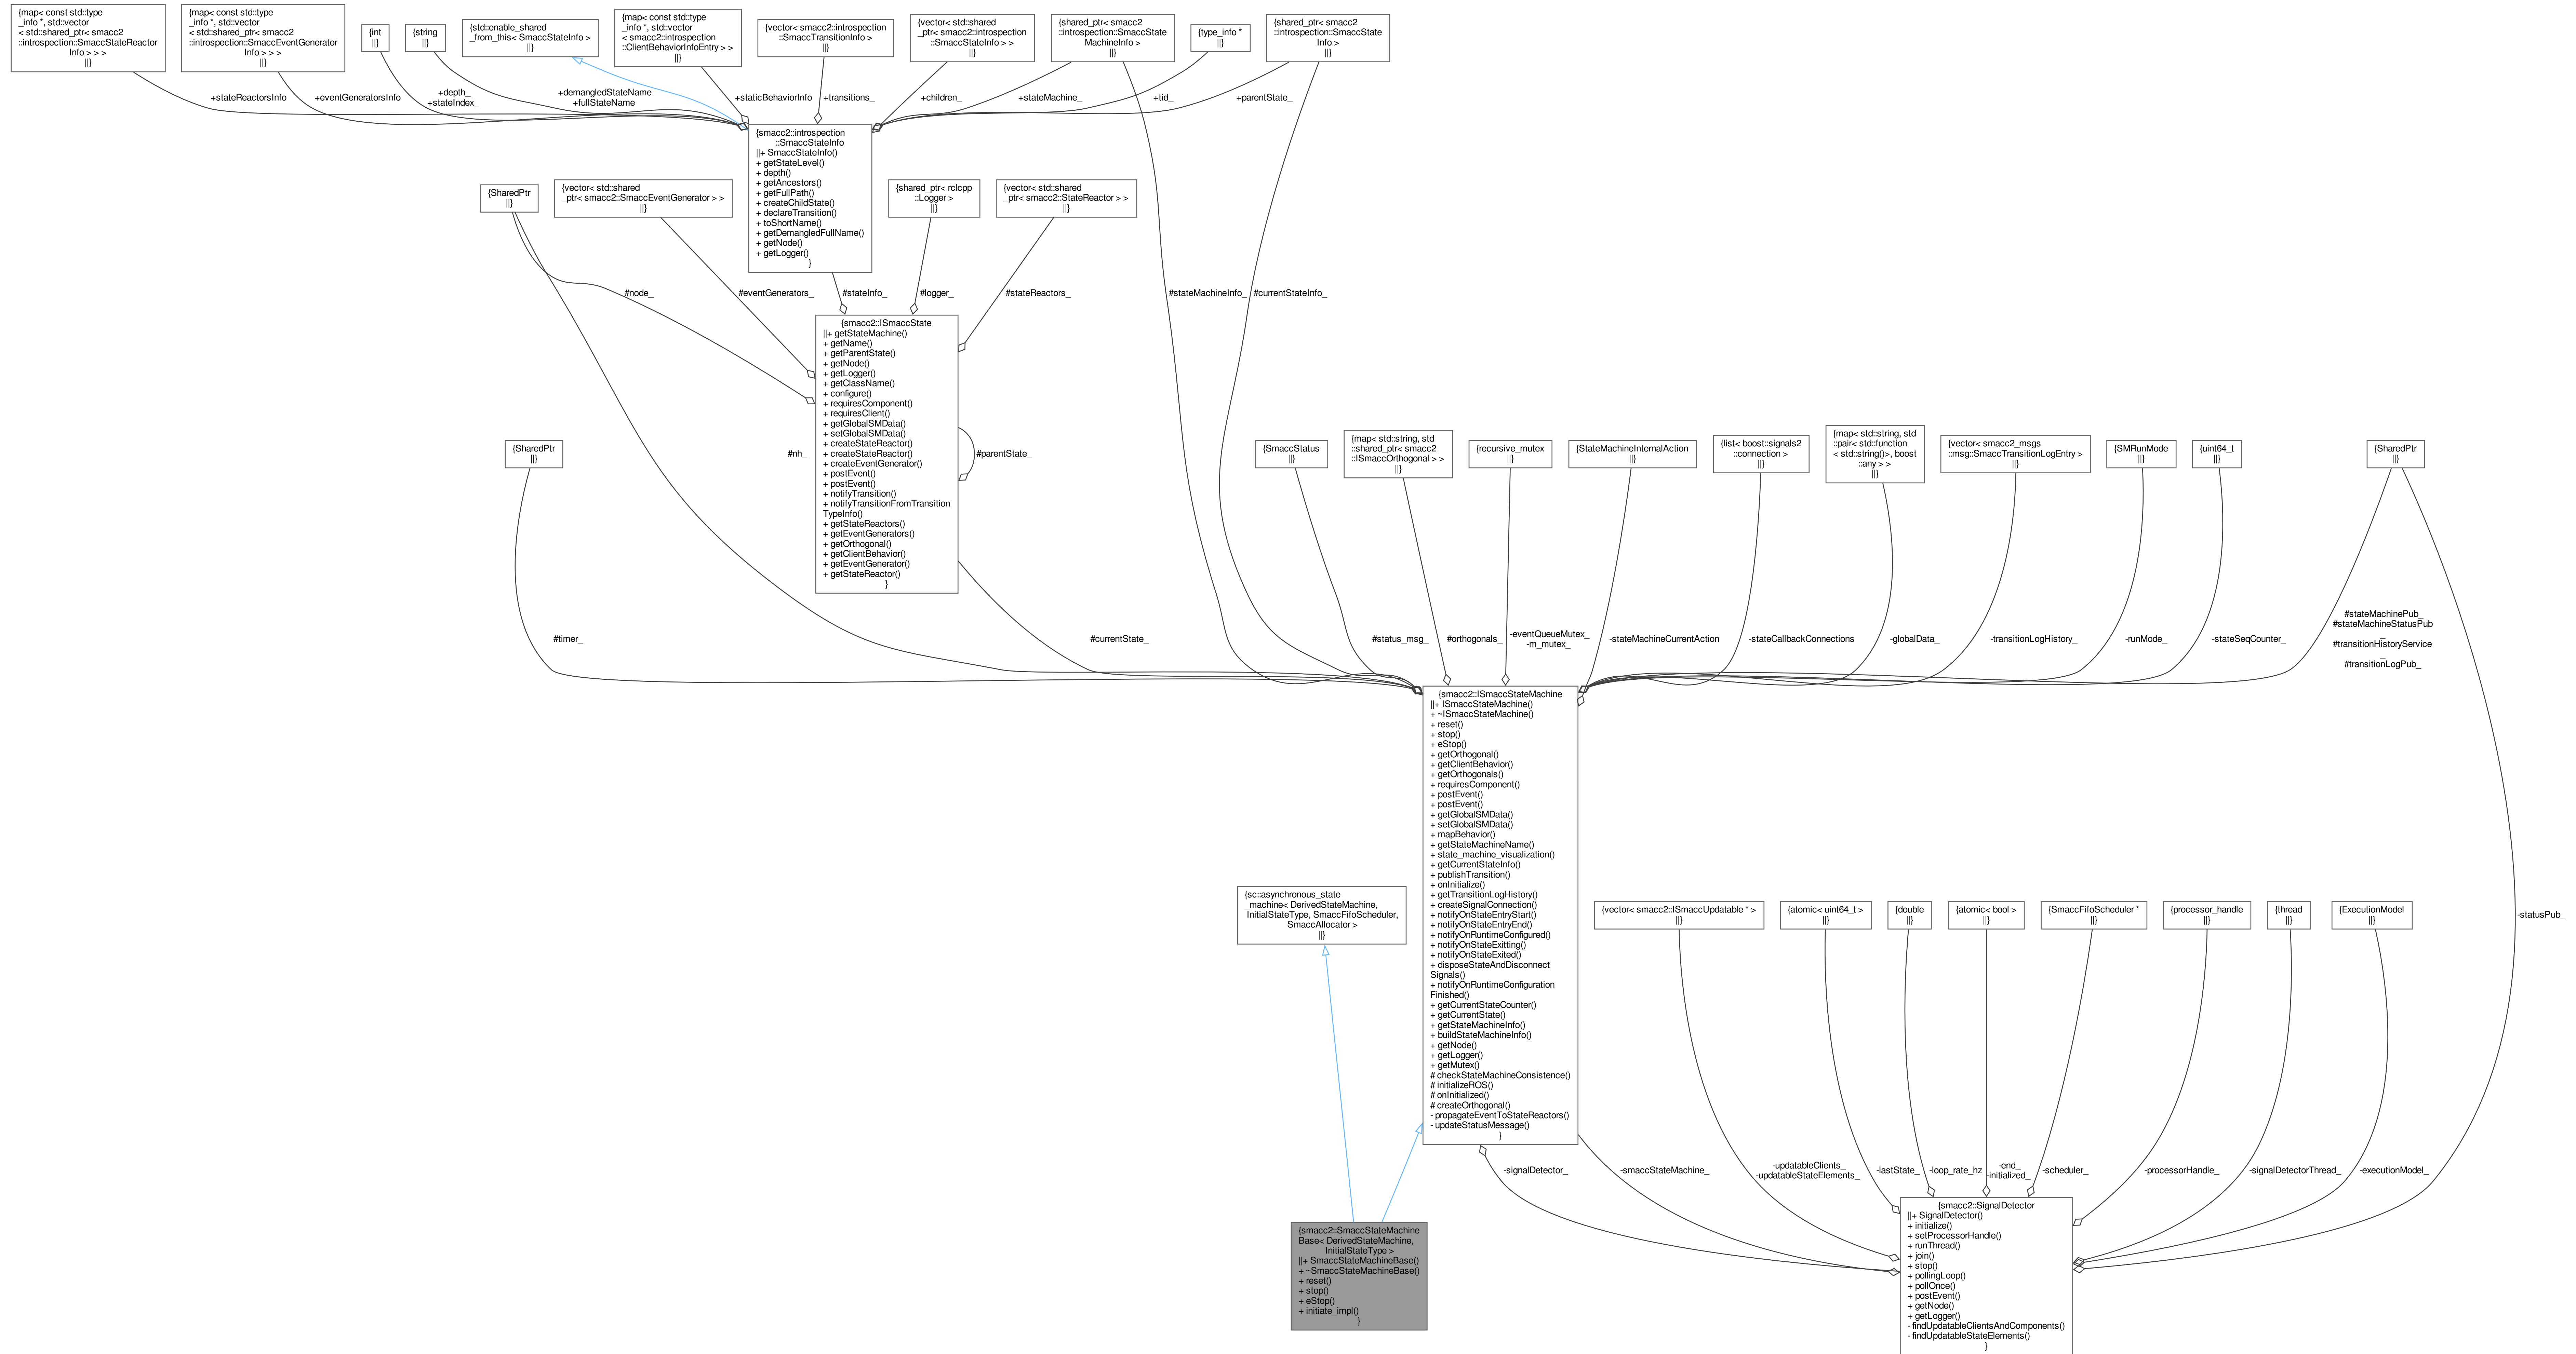 {map< const std::type
_info *, std::vector
< std::shared_ptr< smacc2
::introspection::SmaccStateReactor
Info > > >
||}
{map< const std::type
_info *, std::vector
< std::shared_ptr< smacc2
::introspection::SmaccEventGenerator
Info > > >
||}
{int
||}
{string
||}
{std::enable_shared
_from_this< SmaccStateInfo >
||}
{map< const std::type
_info *, std::vector
< smacc2::introspection
::ClientBehaviorInfoEntry > >
||}
{vector< smacc2::introspection
::SmaccTransitionInfo >
||}
{vector< std::shared
_ptr< smacc2::introspection
::SmaccStateInfo > >
||}
{shared_ptr< smacc2
::introspection::SmaccState
MachineInfo >
||}
{type_info *
||}
{shared_ptr< smacc2
::introspection::SmaccState
Info >
||}
+stateReactorsInfo
+eventGeneratorsInfo
+depth_
+stateIndex_
+demangledStateName
+fullStateName
+staticBehaviorInfo
+transitions_
+children_
+stateMachine_
+tid_
+parentState_
{smacc2::introspection
::SmaccStateInfo
||+ SmaccStateInfo()
+ getStateLevel()
+ depth()
+ getAncestors()
+ getFullPath()
+ createChildState()
+ declareTransition()
+ toShortName()
+ getDemangledFullName()
+ getNode()
+ getLogger()
}
{SharedPtr
||}
{vector< std::shared
_ptr< smacc2::SmaccEventGenerator > >
||}
{shared_ptr< rclcpp
::Logger >
||}
{vector< std::shared
_ptr< smacc2::StateReactor > >
||}
#node_
#eventGenerators_
#stateInfo_
#logger_
#stateReactors_
#stateMachineInfo_
#currentStateInfo_
{smacc2::ISmaccState
||+ getStateMachine()
+ getName()
+ getParentState()
+ getNode()
+ getLogger()
+ getClassName()
+ configure()
+ requiresComponent()
+ requiresClient()
+ getGlobalSMData()
+ setGlobalSMData()
+ createStateReactor()
+ createStateReactor()
+ createEventGenerator()
+ postEvent()
+ postEvent()
+ notifyTransition()
+ notifyTransitionFromTransition
TypeInfo()
+ getStateReactors()
+ getEventGenerators()
+ getOrthogonal()
+ getClientBehavior()
+ getEventGenerator()
+ getStateReactor()
}
#nh_
#parentState_
{SharedPtr
||}
{SmaccStatus
||}
{map< std::string, std
::shared_ptr< smacc2
::ISmaccOrthogonal > >
||}
{recursive_mutex
||}
{StateMachineInternalAction
||}
{list< boost::signals2
::connection >
||}
{map< std::string, std
::pair< std::function
< std::string()>, boost
::any > >
||}
{vector< smacc2_msgs
::msg::SmaccTransitionLogEntry >
||}
{SMRunMode
||}
{uint64_t
||}
{SharedPtr
||}
#timer_
#currentState_
#status_msg_
#orthogonals_
-eventQueueMutex_
-m_mutex_
-stateMachineCurrentAction
-stateCallbackConnections
-globalData_
-transitionLogHistory_
-runMode_
-stateSeqCounter_
#stateMachinePub_
#stateMachineStatusPub
_
#transitionHistoryService
_
#transitionLogPub_
{smacc2::ISmaccStateMachine
||+ ISmaccStateMachine()
+ ~ISmaccStateMachine()
+ reset()
+ stop()
+ eStop()
+ getOrthogonal()
+ getClientBehavior()
+ getOrthogonals()
+ requiresComponent()
+ postEvent()
+ postEvent()
+ getGlobalSMData()
+ setGlobalSMData()
+ mapBehavior()
+ getStateMachineName()
+ state_machine_visualization()
+ getCurrentStateInfo()
+ publishTransition()
+ onInitialize()
+ getTransitionLogHistory()
+ createSignalConnection()
+ notifyOnStateEntryStart()
+ notifyOnStateEntryEnd()
+ notifyOnRuntimeConfigured()
+ notifyOnStateExitting()
+ notifyOnStateExited()
+ disposeStateAndDisconnect
Signals()
+ notifyOnRuntimeConfiguration
Finished()
+ getCurrentStateCounter()
+ getCurrentState()
+ getStateMachineInfo()
+ buildStateMachineInfo()
+ getNode()
+ getLogger()
+ getMutex()
# checkStateMachineConsistence()
# initializeROS()
# onInitialized()
# createOrthogonal()
- propagateEventToStateReactors()
- updateStatusMessage()
}
{sc::asynchronous_state
_machine< DerivedStateMachine,
InitialStateType, SmaccFifoScheduler,
SmaccAllocator >
||}
{vector< smacc2::ISmaccUpdatable * >
||}
{atomic< uint64_t >
||}
{double
||}
{atomic< bool >
||}
{SmaccFifoScheduler *
||}
{processor_handle
||}
{thread
||}
{ExecutionModel
||}
-statusPub_
-signalDetector_
-smaccStateMachine_
-updatableClients_
-updatableStateElements_
-lastState_
-loop_rate_hz
-end_
-initialized_
-scheduler_
-processorHandle_
-signalDetectorThread_
-executionModel_
{smacc2::SmaccStateMachine
Base< DerivedStateMachine,
InitialStateType >
||+ SmaccStateMachineBase()
+ ~SmaccStateMachineBase()
+ reset()
+ stop()
+ eStop()
+ initiate_impl()
}
{smacc2::SignalDetector
||+ SignalDetector()
+ initialize()
+ setProcessorHandle()
+ runThread()
+ join()
+ stop()
+ pollingLoop()
+ pollOnce()
+ postEvent()
+ getNode()
+ getLogger()
- findUpdatableClientsAndComponents()
- findUpdatableStateElements()
}